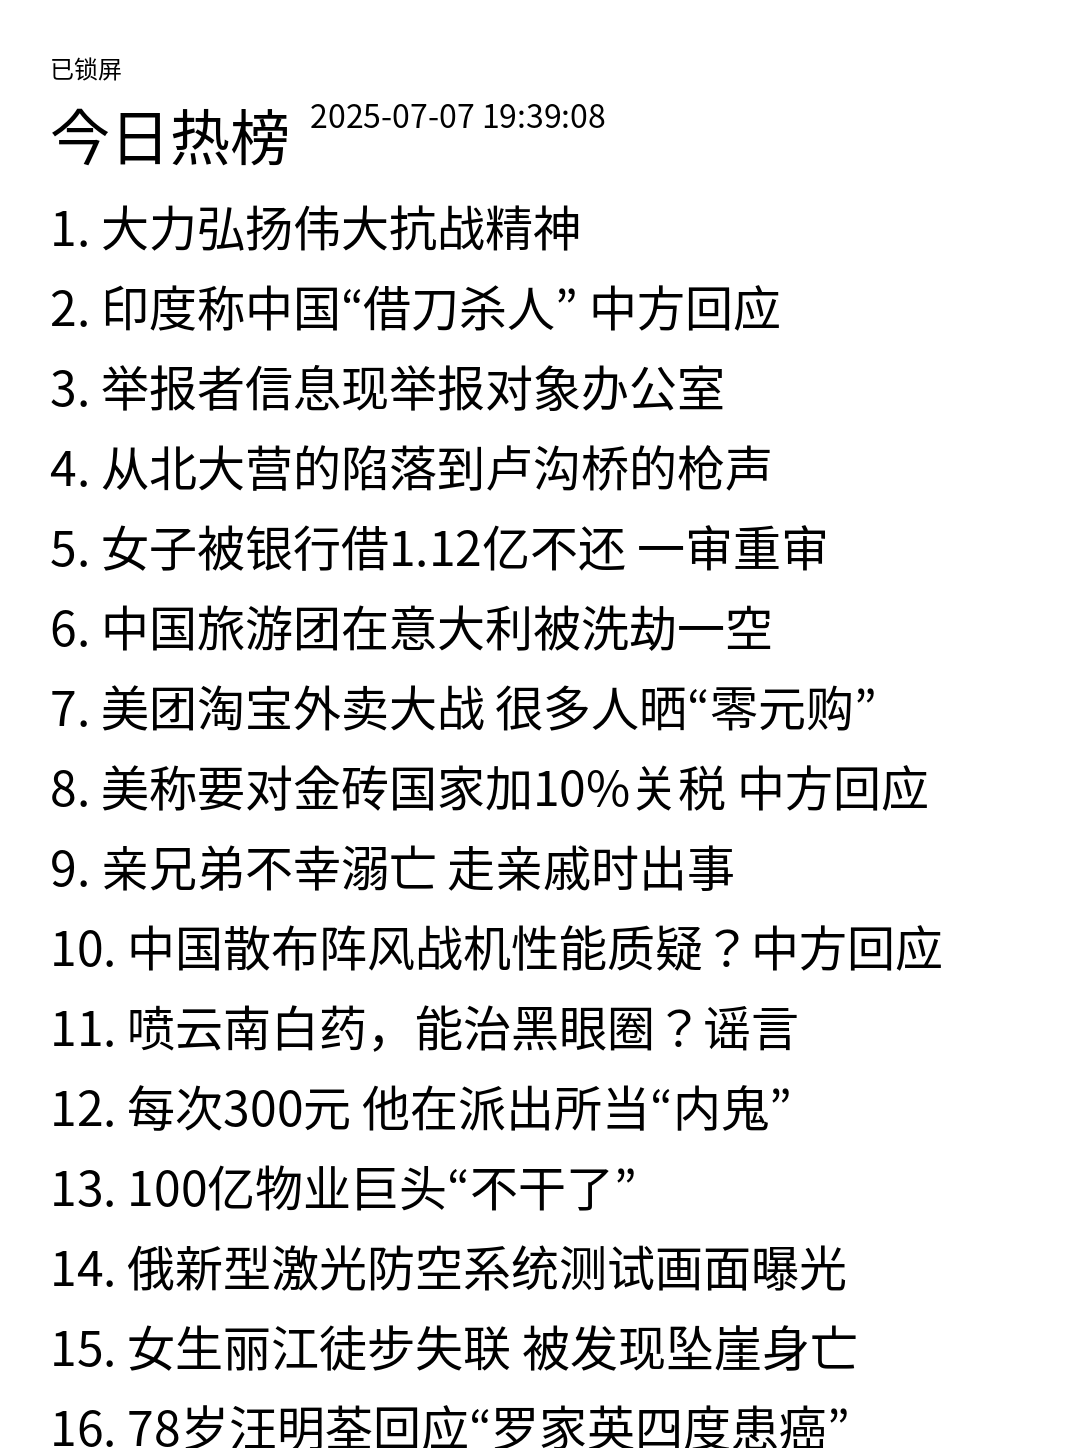 已锁屏
今日热榜 2025-07-07 19:39:08
1. 大力弘扬伟大抗战精神
2. 印度称中国“借刀杀人” 中方回应
3. 举报者信息现举报对象办公室
4. 从北大营的陷落到卢沟桥的枪声
5. 女子被银行借1.12亿不还 一审重审
6. 中国旅游团在意大利被洗劫一空
7. 美团淘宝外卖大战 很多人晒“零元购”
8. 美称要对金砖国家加10%关税 中方回应
9. 亲兄弟不幸溺亡 走亲戚时出事
10. 中国散布阵风战机性能质疑？中方回应
11. 喷云南白药，能治黑眼圈？谣言
12. 每次300元 他在派出所当“内鬼”
13. 100亿物业巨头“不干了”
14. 俄新型激光防空系统测试画面曝光
15. 女生丽江徒步失联 被发现坠崖身亡
16. 78岁汪明荃回应“罗家英四度患癌”